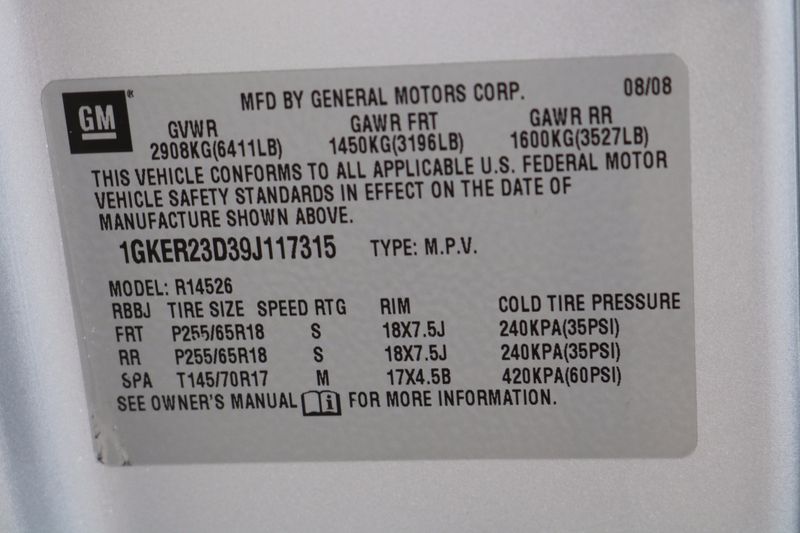 GM® MFD BY GENERAL MOTORS CORP. 08/08
GVWR GAWR FRT GAWR RR
2908KG(6411LB) 1450KG(3196LB) 1600KG(3527LB)
THIS VEHICLE CONFORMS TO ALL APPLICABLE U.S. FEDERAL MOTOR
VEHICLE SAFETY STANDARDS IN EFFECT ON THE DATE OF
MANUFACTURE SHOWN ABOVE.
1GKER23D39J117315 TYPE: M.P.V.
MODEL: R14526
RBBJ TIRE SIZE SPEED RTG RIM COLD TIRE PRESSURE
FRT P255/65R18 S 18X7.5J 240KPA(35PSI)
RR P255/65R18 S 18X7.5J 240KPA(35PSI)
SPA T145/70R17 M 17X4.5B 420KPA(60PSI)
SEE OWNER'S MANUAL i FOR MORE INFORMATION.